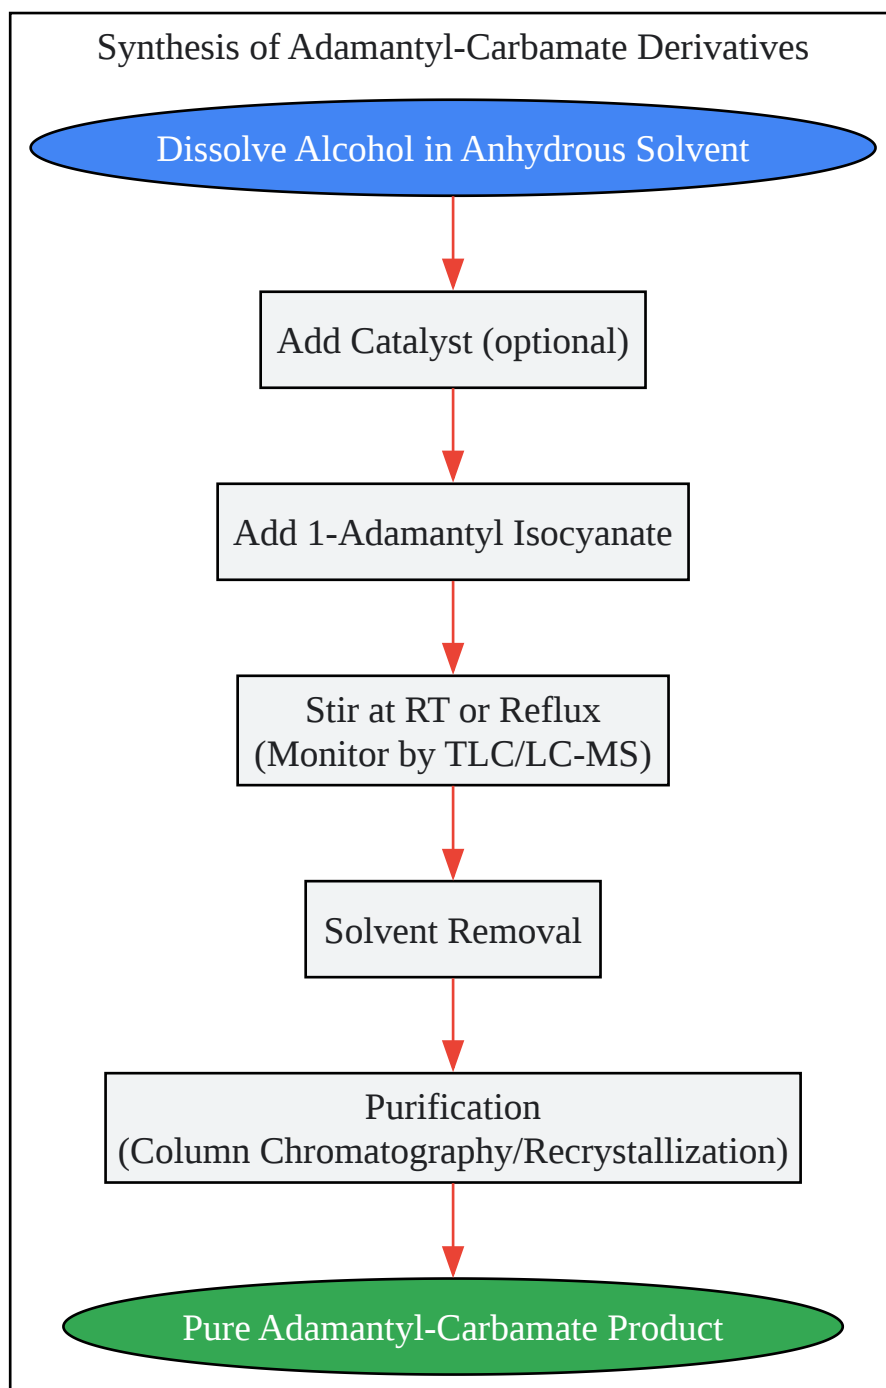 Synthesis of Adamantyl-Carbamate Derivatives
Dissolve Alcohol in Anhydrous Solvent
Add Catalyst (optional)
Add 1-Adamantyl Isocyanate
Stir at RT or Reflux
(Monitor by TLC/LC-MS)
Solvent Removal
Purification
(Column Chromatography/Recrystallization)
Pure Adamantyl-Carbamate Product